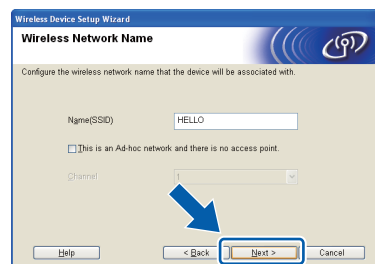 Wireless Device Setup Wizard
Wireless Network Name
Configure the wireless network name that the device will be associated with.
Name(SSID) HELLO
This is an Ad-hoc network and there is no access point.
Channel 1
Help < Back Next > Cancel